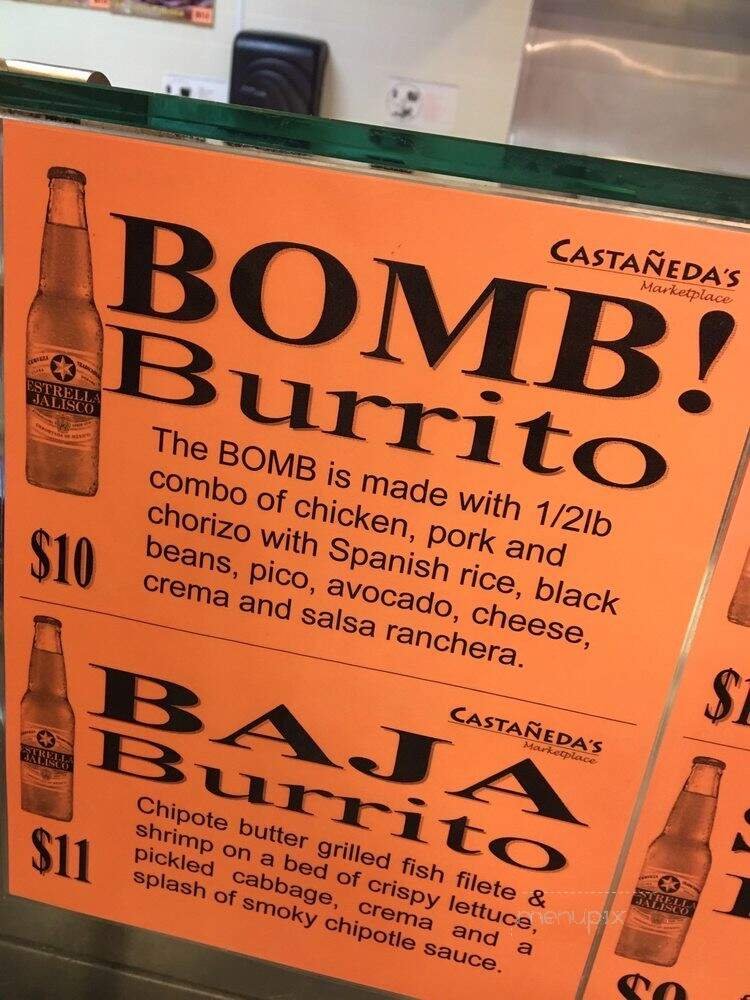 CASTAÑEDA'S
Marketplace
BOMB!
Burrito
ESTRELLA
JALISCO
The BOMB is made with 1/2lb
combo of chicken, pork and
chorizo with Spanish rice, black
beans, pico, avocado, cheese,
crema and salsa ranchera.
$10
CASTAÑEDA'S
Marketplace
BAJA
Burrito
ESTRELLA
JALISCO
Chipote butter grilled fish filete &
shrimp on a bed of crispy lettuce,
pickled cabbage, crema and a
splash of smoky chipotle sauce.
$11
ESTRELLA
JALISCO
menupix